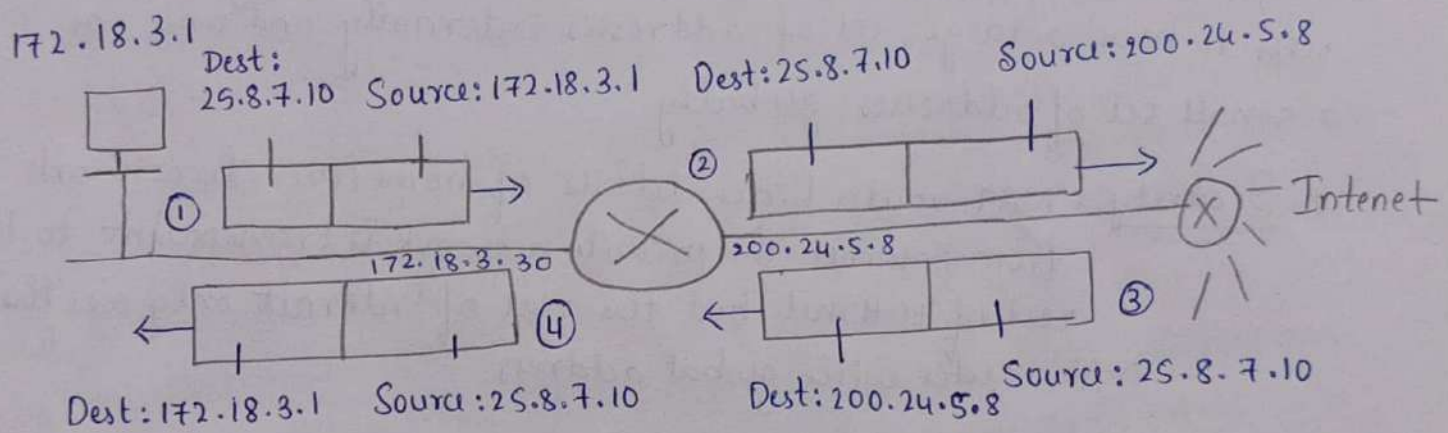 172.18.3.1
Dest:
25.8.7.10 Source: 172.18.3.1
Dest: 25.8.7.10 Source: 200.24.5.8
①
②
Intenet
172.18.3.30
200.24.5.8
④
③
Dest: 172.18.3.1 Source: 25.8.7.10
Dest: 200.24.5.8 Source: 25.8.7.10